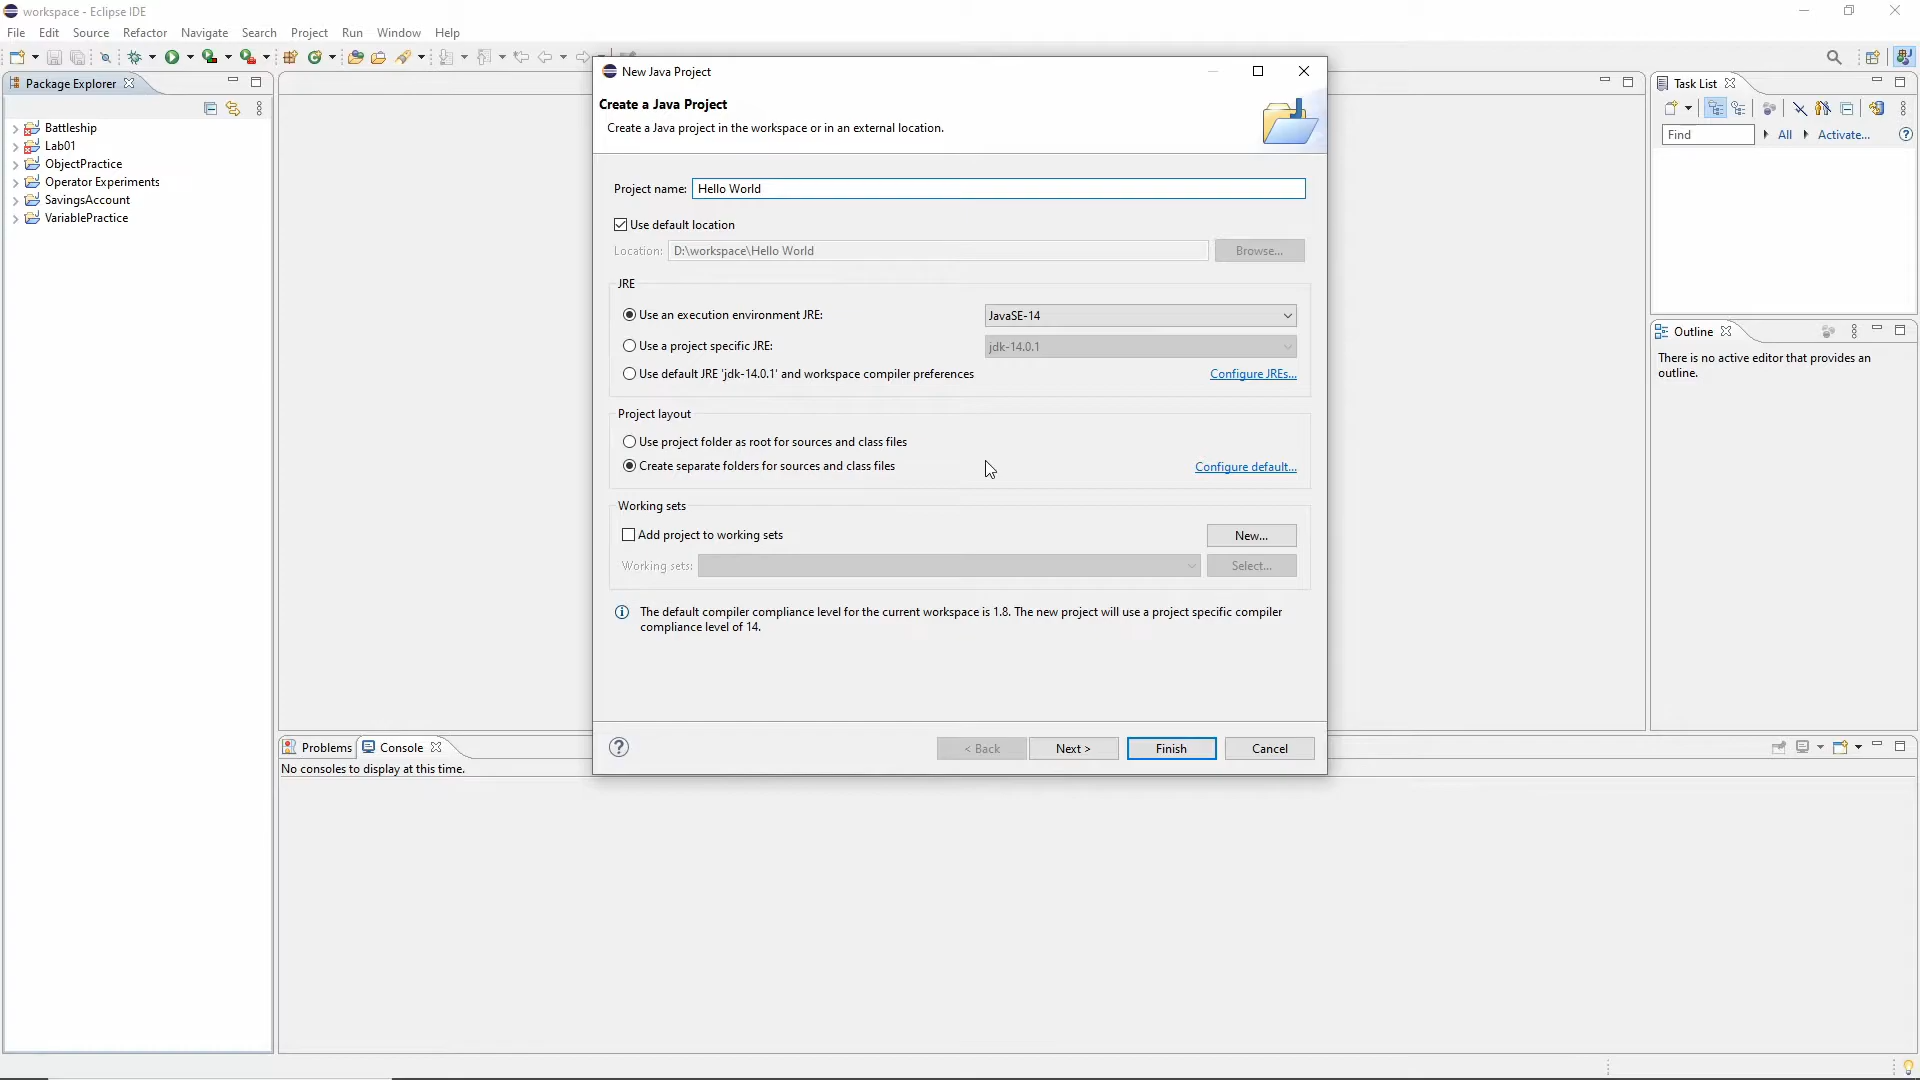 workspace - Eclipse IDE
File Edit Source Refactor Navigate Search Project Run Window Help
Package Explorer
Battleship
Lab01
ObjectPractice
Operator Experiments
SavingsAccount
VariablePractice
New Java Project
Create a Java Project
Create a Java project in the workspace or in an external location.
Project name: Hello World
Use default location
Location: D:\workspace\Hello World Browse...
JRE
Use an execution environment JRE: JavaSE-14
Use a project specific JRE: jdk-14.0.1
Use default JRE 'jdk-14.0.1' and workspace compiler preferences Configure JREs...
Project layout
Use project folder as root for sources and class files
Create separate folders for sources and class files Configure default...
Working sets
Add project to working sets New...
Working sets: Select...
The default compiler compliance level for the current workspace is 1.8. The new project will use a project specific compiler
compliance level of 14.
< Back Next > Finish Cancel
Task List
Find All Activate...
Outline
There is no active editor that provides an
outline.
Problems Console
No consoles to display at this time.